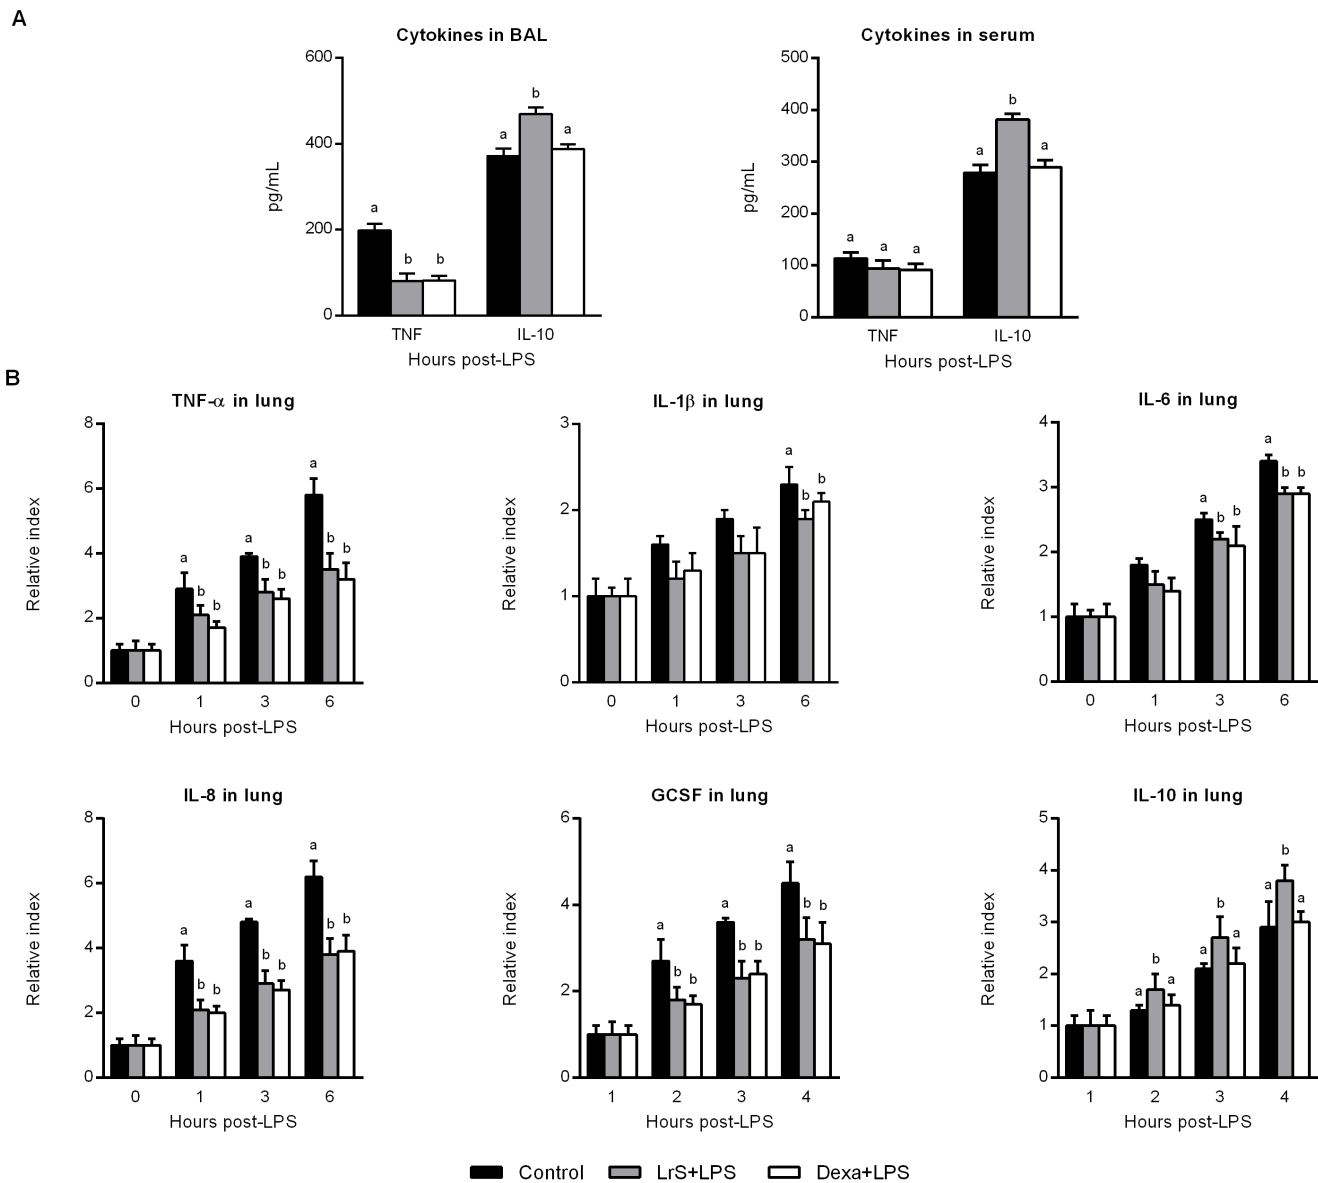 A
Cytokines in BAL
Cytokines in serum
600
400
200
0
pg/mL
a
b
b
a
b
a
TNF
IL-10
Hours post-LPS
500
400
300
200
100
0
pg/mL
a
a
a
a
b
a
TNF
IL-10
Hours post-LPS
B
TNF-α in lung
8
6
4
2
0
Relative index
a
b
b
a
b
b
a
b
b
0 1 3 6
Hours post-LPS
IL-1β in lung
3
2
1
0
Relative index
a
b
b
0 1 3 6
Hours post-LPS
IL-6 in lung
4
3
2
1
0
Relative index
a
b
b
a
b
b
0 1 3 6
Hours post-LPS
IL-8 in lung
8
6
4
2
0
Relative index
a
b
b
a
b
b
a
b
b
0 1 3 6
Hours post-LPS
GCSF in lung
6
4
2
0
Relative index
a
b
b
a
b
b
a
b
b
1 2 3 4
Hours post-LPS
IL-10 in lung
5
4
3
2
1
0
Relative index
a
b
a
a
b
a
a
b
a
1 2 3 4
Hours post-LPS
Control LrS+LPS Dexa+LPS